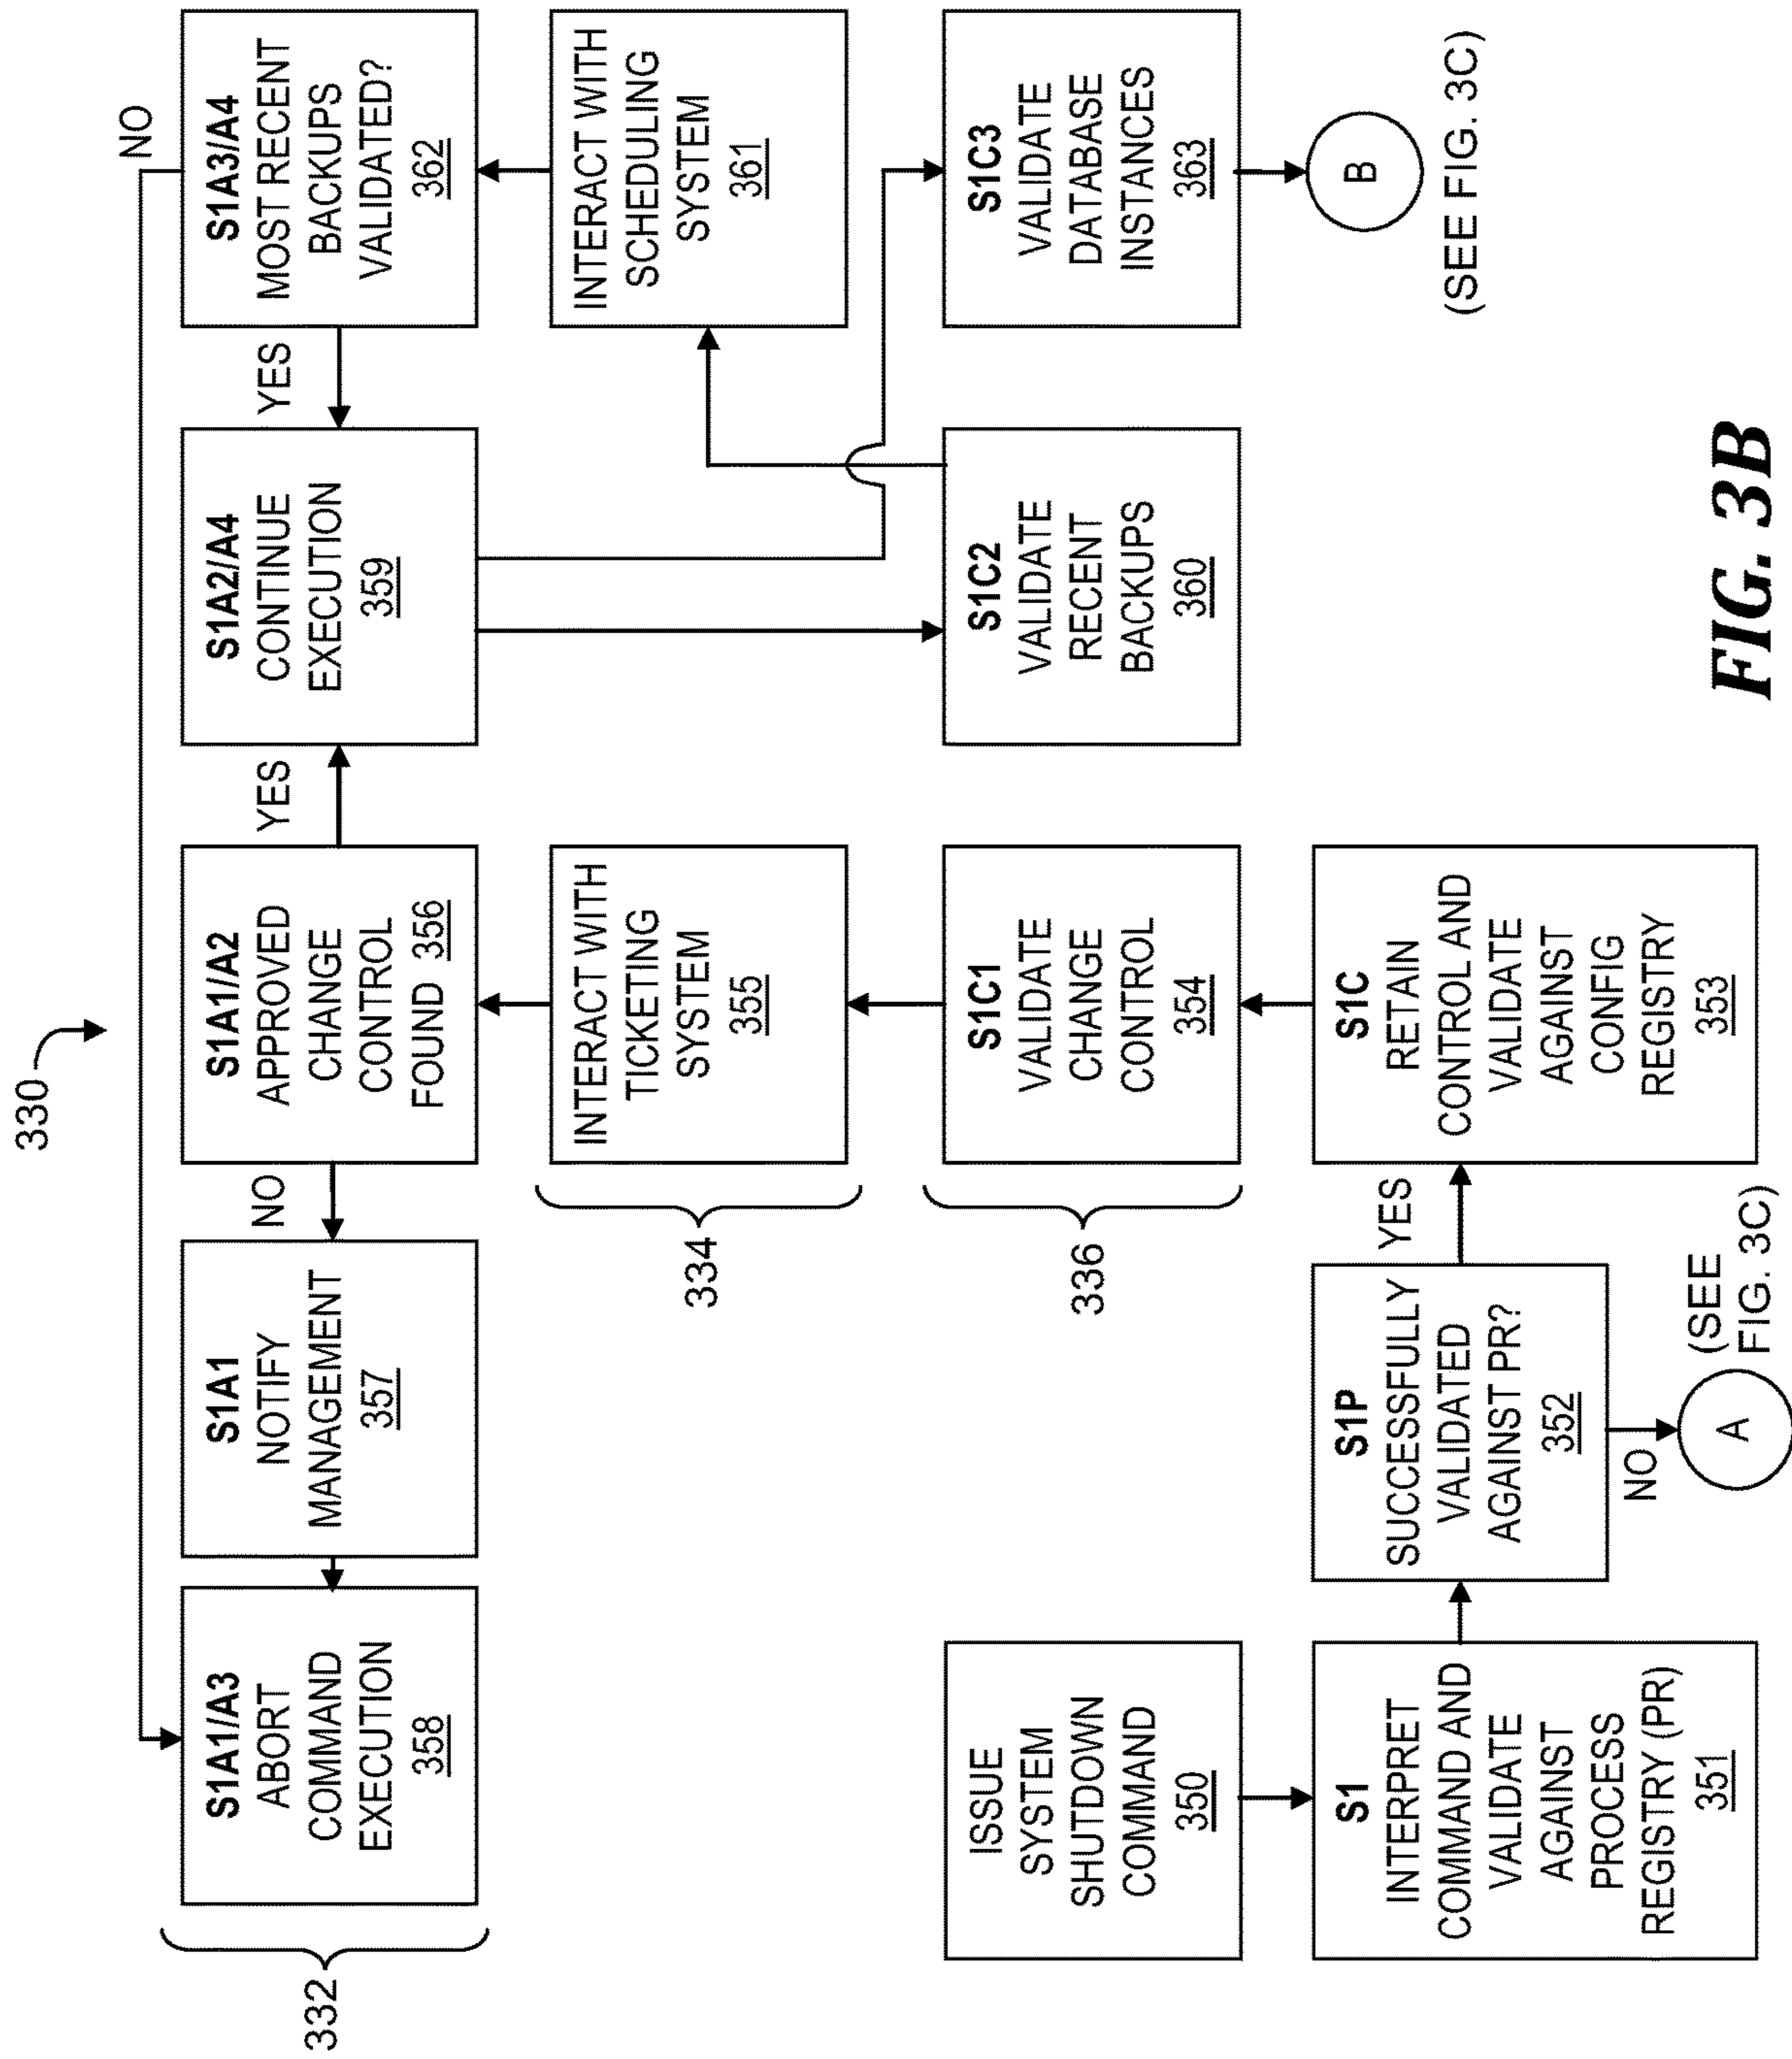 330
NO
S1A1/A3
ABORT
COMMAND
EXECUTION
358
S1A1
NOTIFY
MANAGEMENT
357
NO
S1A1/A2
APPROVED
CHANGE
CONTROL
FOUND 356
YES
S1A2/A4
CONTINUE
EXECUTION
359
YES
S1A3/A4
MOST RECENT
BACKUPS
VALIDATED?
362
332
334
INTERACT WITH
TICKETING
SYSTEM
355
INTERACT WITH
SCHEDULING
SYSTEM
361
ISSUE
SYSTEM
SHUTDOWN
COMMAND
350
336
S1C1
VALIDATE
CHANGE
CONTROL
354
S1C2
VALIDATE
RECENT
BACKUPS
360
S1C3
VALIDATE
DATABASE
INSTANCES
363
S1
INTERPRET
COMMAND AND
VALIDATE
AGAINST
PROCESS
REGISTRY (PR)
351
S1P
SUCCESSFULLY
VALIDATED
AGAINST PR?
352
YES
S1C
RETAIN
CONTROL AND
VALIDATE
AGAINST
CONFIG
REGISTRY
353
B
(SEE FIG. 3C)
NO
A
(SEE
FIG. 3C)
FIG. 3B